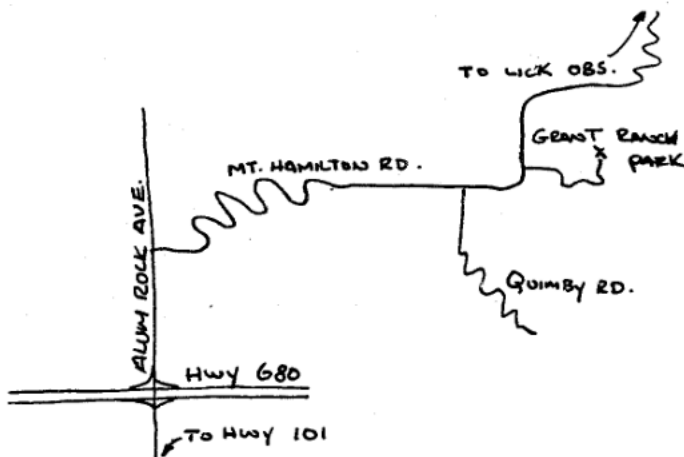 TO LICK OBS.
GRANT RANCH
PARK
MT. HAMILTON RD.
ALUM ROCK AVE.
QUIMBY RD.
HWY 680
TO HWY 101